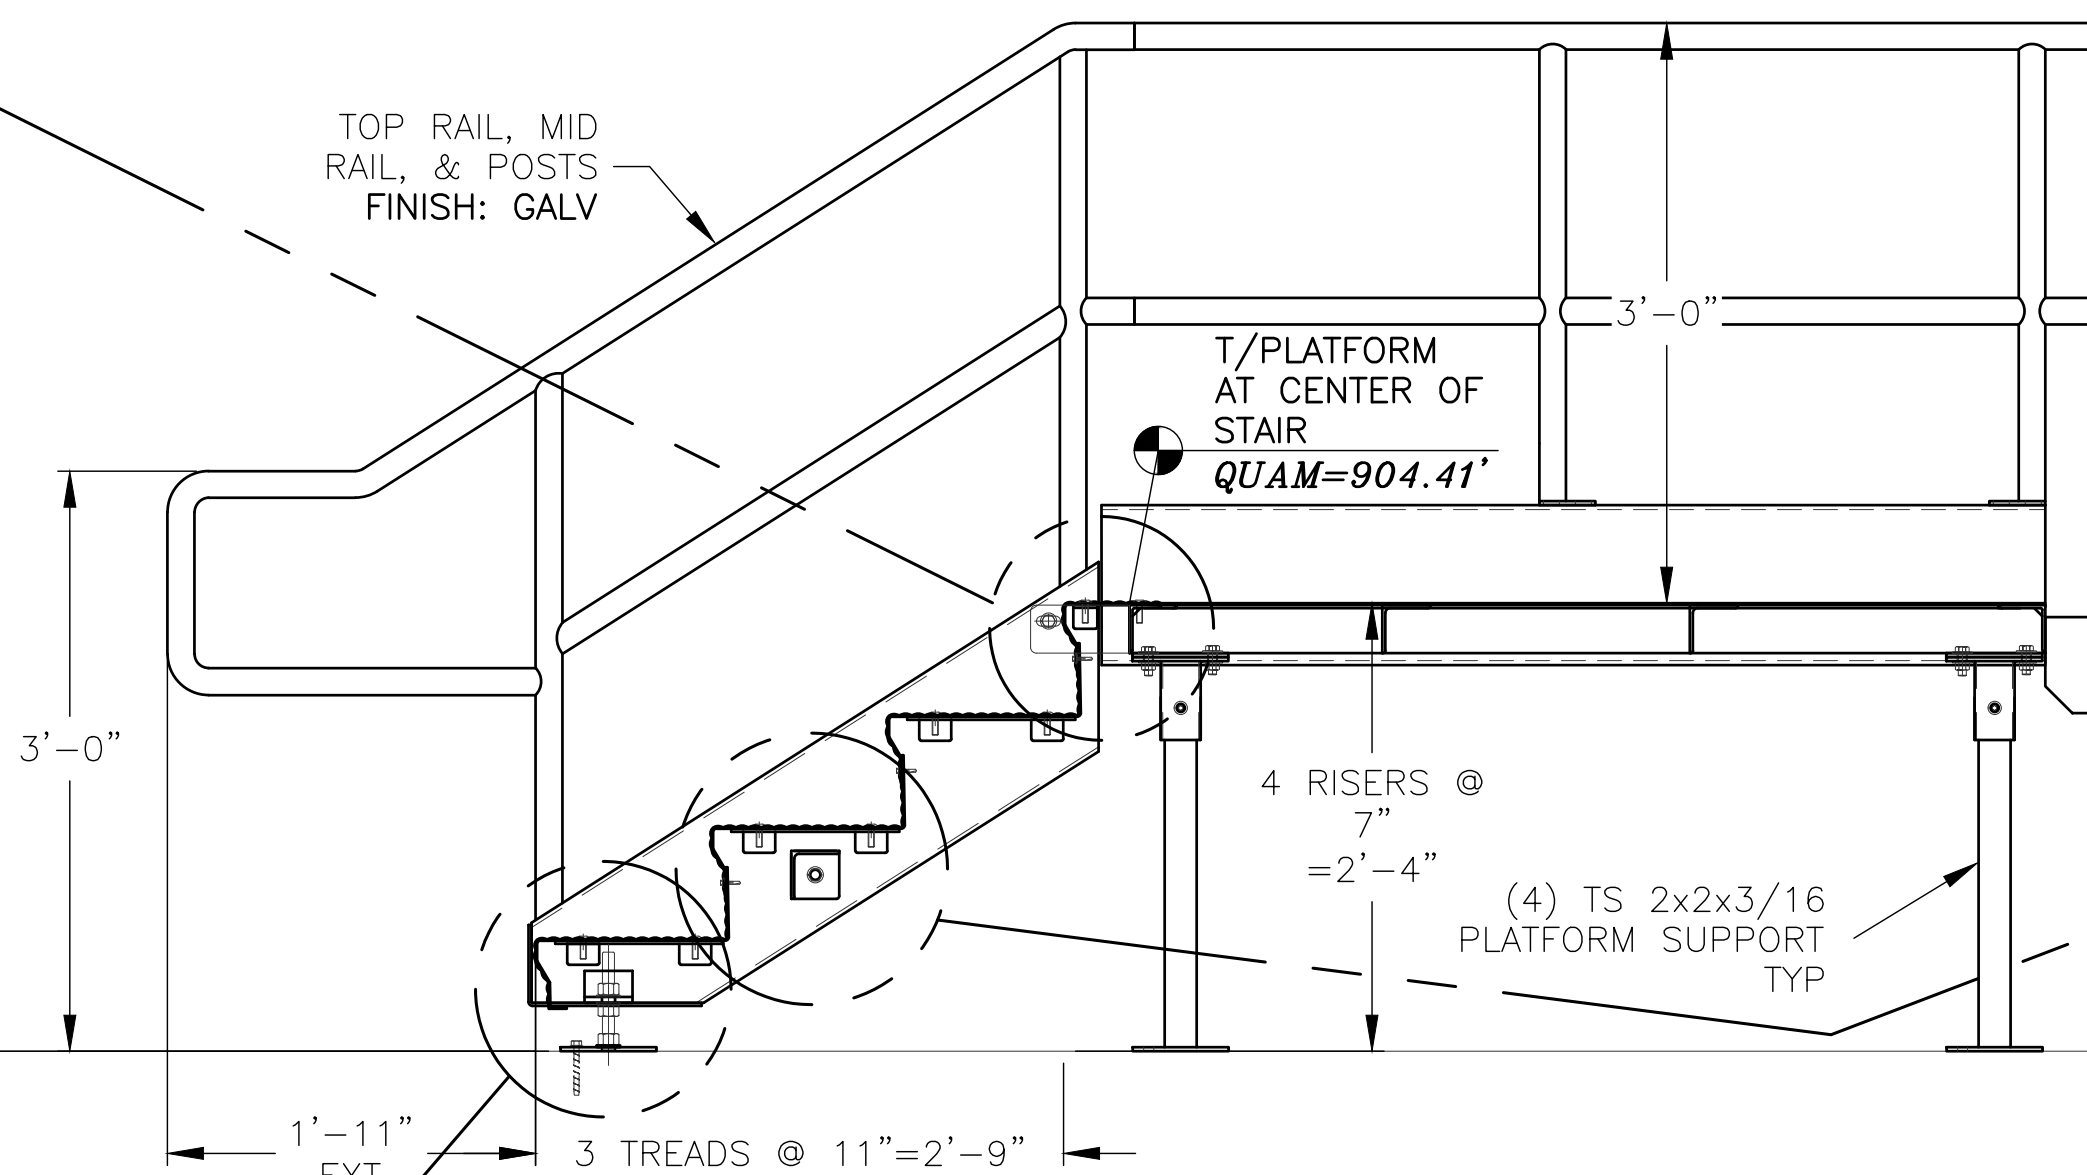 TOP RAIL, MID
RAIL, & POSTS
FINISH: GALV
3'-0"
T/PLATFORM
AT CENTER OF
STAIR
QUAM=904.41'
3'-0"
4 RISERS @
7"
=2'-4"
(4) TS 2x2x3/16
PLATFORM SUPPORT
TYP
1'-11"
EXT
3 TREADS @ 11"=2'-9"